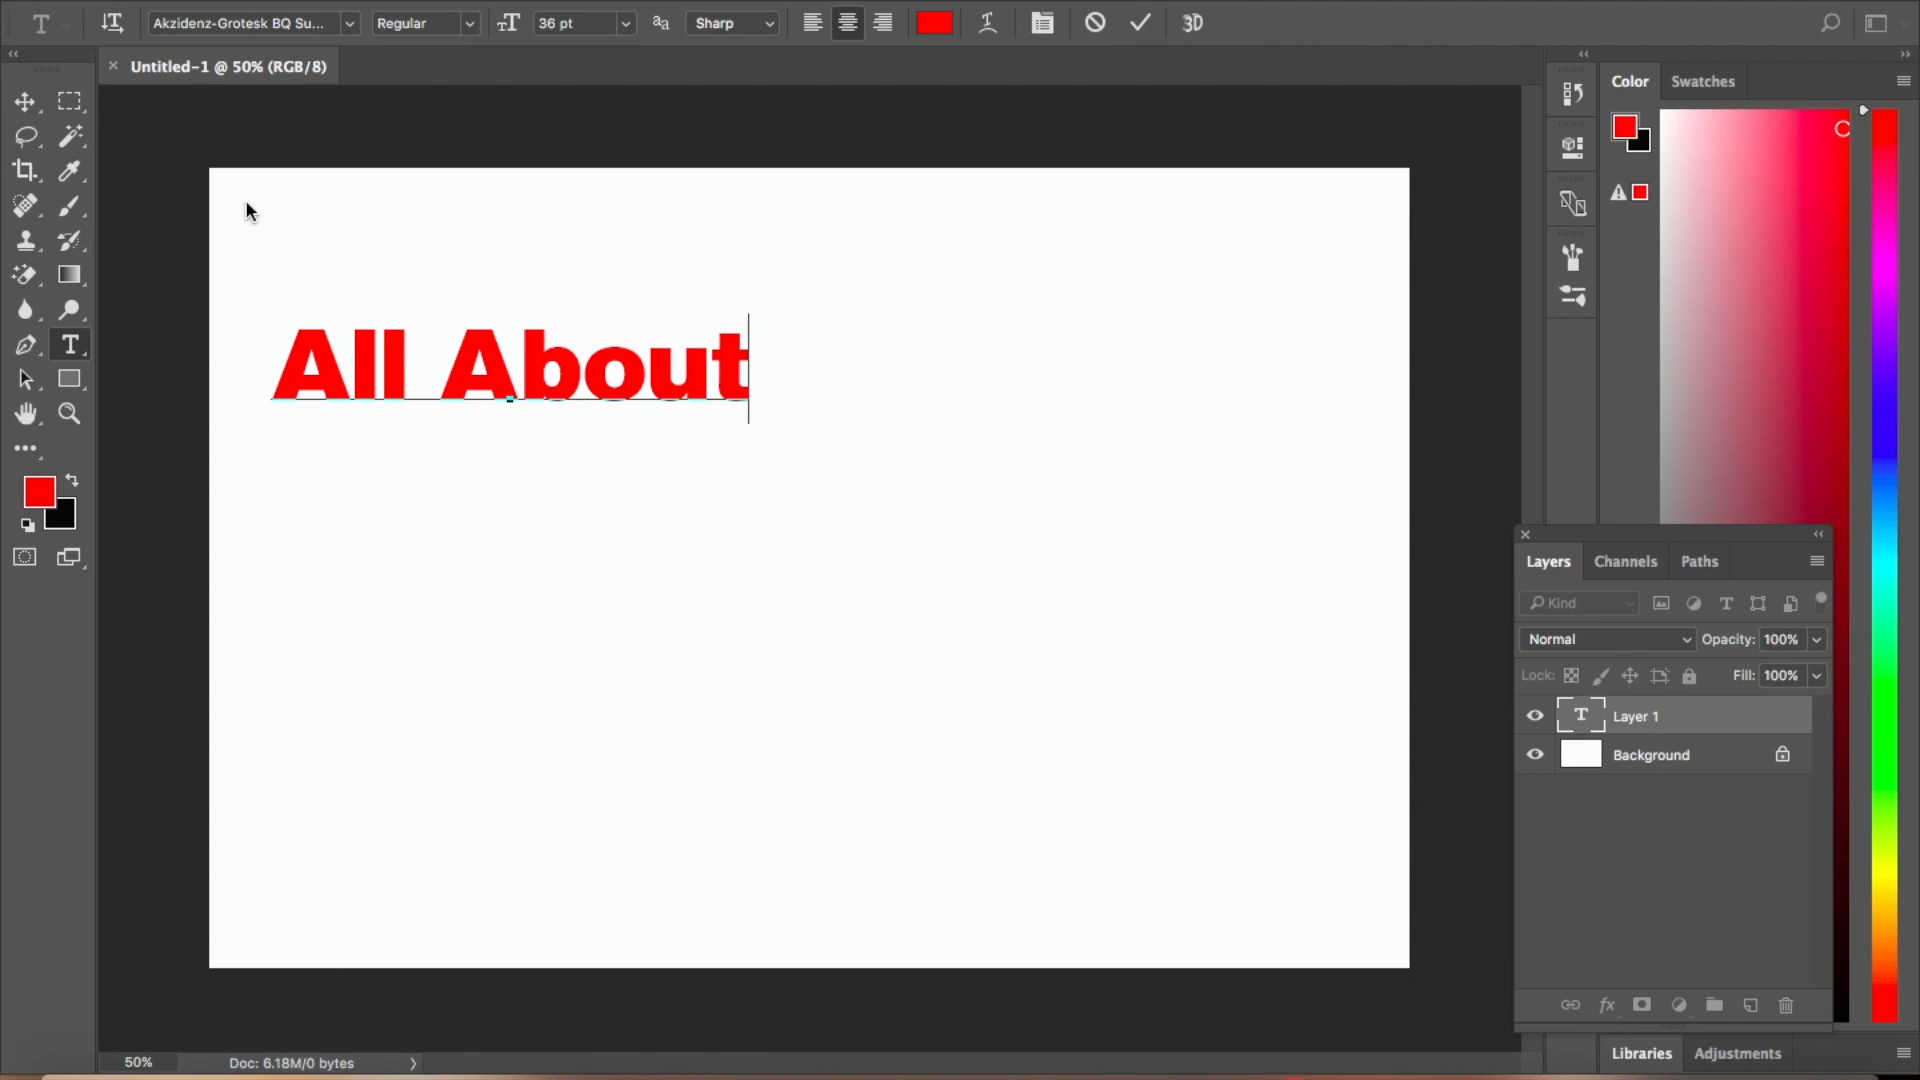 Akzidenz-Grotesk BQ Su... Regular 36 pt Sharp 3D
Untitled-1 @ 50% (RGB/8)
Color Swatches
All About
Layers Channels Paths
Kind
Normal Opacity: 100%
Lock: Fill: 100%
T Layer 1
Background
fx
50% Doc: 6.18M/0 bytes
Libraries Adjustments